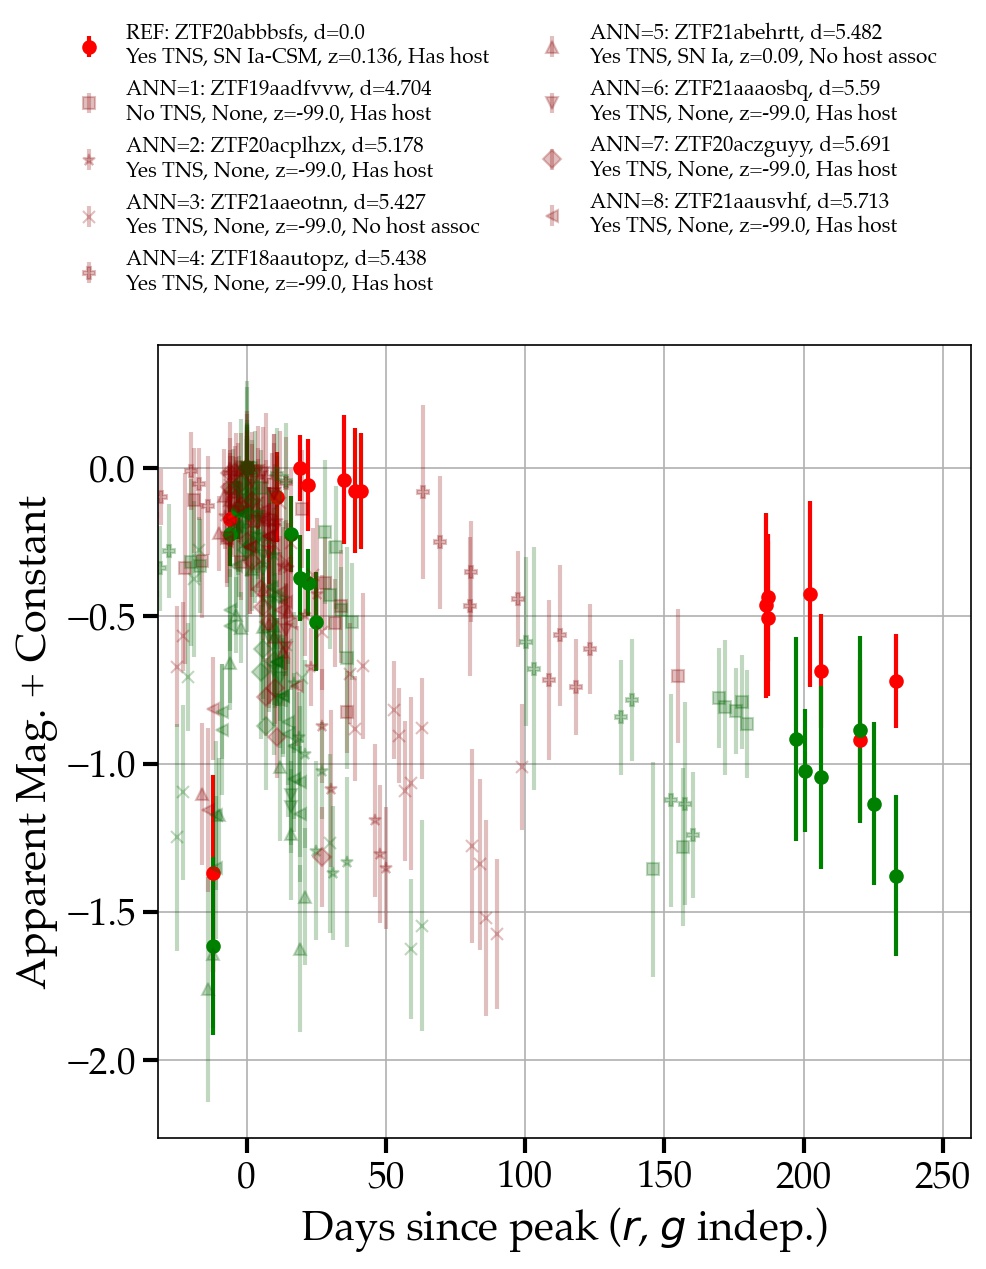 REF: ZTF20abbbsfs, d=0.0
Yes TNS, SN Ia-CSM, z=0.136, Has host
ANN=1: ZTF19aadfvvw, d=4.704
No TNS, None, z=-99.0, Has host
ANN=2: ZTF20acplhzx, d=5.178
Yes TNS, None, z=-99.0, Has host
ANN=3: ZTF21aaeotnn, d=5.427
Yes TNS, None, z=-99.0, No host assoc
ANN=4: ZTF18aautopz, d=5.438
Yes TNS, None, z=-99.0, Has host
ANN=5: ZTF21abehrtt, d=5.482
Yes TNS, SN Ia, z=0.09, No host assoc
ANN=6: ZTF21aaaosbq, d=5.59
Yes TNS, None, z=-99.0, Has host
ANN=7: ZTF20aczguyy, d=5.691
Yes TNS, None, z=-99.0, Has host
ANN=8: ZTF21aausvhf, d=5.713
Yes TNS, None, z=-99.0, Has host
Apparent Mag. + Constant
0.0
−0.5
−1.0
−1.5
−2.0
0 50 100 150 200 250
Days since peak (r, g indep.)